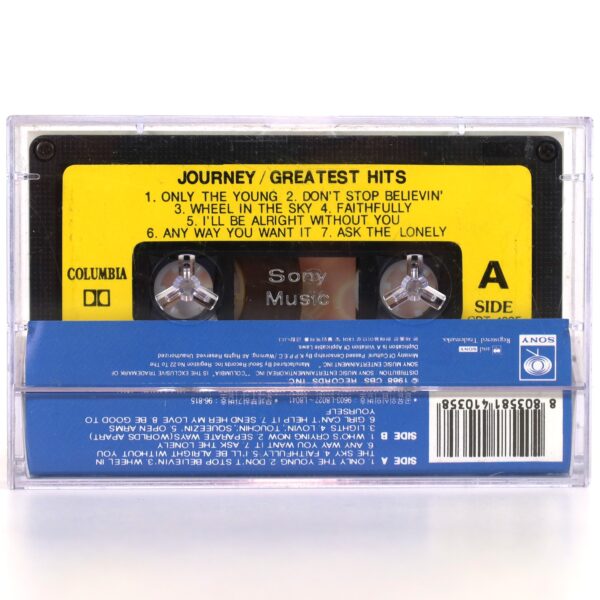 JOURNEY / GREATEST HITS
1. ONLY THE YOUNG 2. DON'T STOP BELIEVIN'
3. WHEEL IN THE SKY 4. FAITHFULLY
5. I'LL BE ALRIGHT WITHOUT YOU
6. ANY WAY YOU WANT IT 7. ASK THE LONELY
COLUMBIA
Sony
Music
A
SIDE
SIDE A 1. ONLY THE YOUNG 2. DON'T STOP BELIEVIN' 3. WHEEL IN
THE SKY 4. FAITHFULLY 5. I'LL BE ALRIGHT WITHOUT YOU
6. ANY WAY YOU WANT IT 7. ASK THE LONELY
SIDE B 1. WHO'S CRYING NOW 2. SEPARATE WAYS (WORLDS APART)
3. LIGHTS 4. LOVIN', TOUCHIN', SQUEEZIN' 5. OPEN ARMS
6. GIRL CAN'T HELP IT 7. SEND HER MY LOVE 8. BE GOOD TO
YOURSELF
© 1988 CBS RECORDS INC.
SONY
Registered Trademarks
8 803581 410358